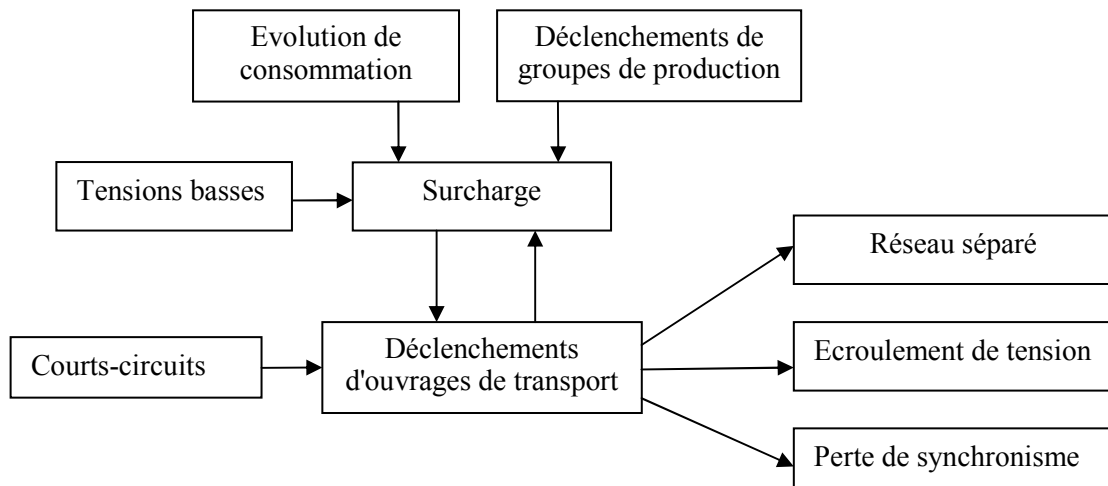 Evolution de
consommation
Déclenchements de
groupes de production
Tensions basses
Surcharge
Réseau séparé
Courts-circuits
Déclenchements
d'ouvrages de transport
Ecroulement de tension
Perte de synchronisme